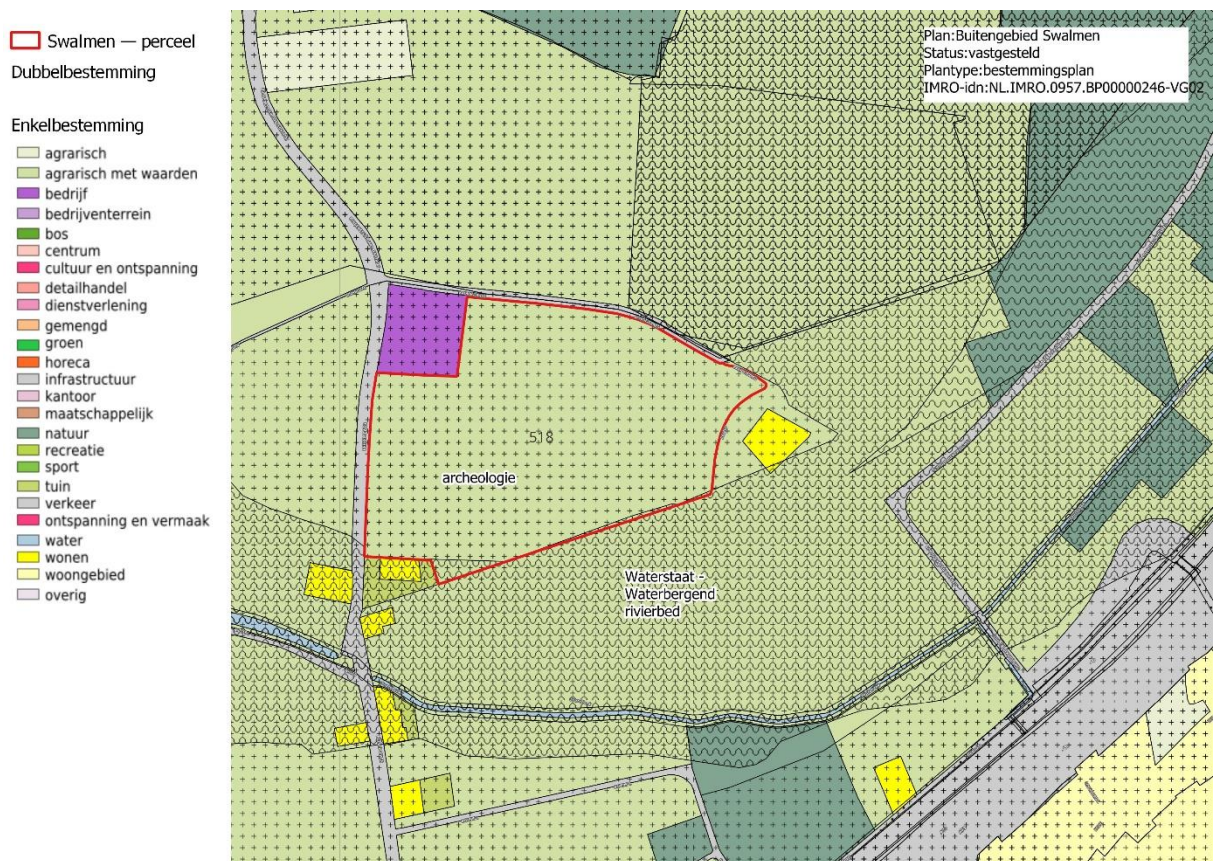 Swalmen — perceel
Dubbelbestemming
Enkelbestemming
agrarisch
agrarisch met waarden
bedrijf
bedrijventerrein
bos
centrum
cultuur en ontspanning
detailhandel
dienstverlening
gemengd
groen
horeca
infrastructuur
kantoor
maatschappelijk
natuur
recreatie
sport
tuin
verkeer
ontspanning en vermaak
water
wonen
woongebied
overig
Plan:Buitengebied Swalmen
Status:vastgesteld
Plantype:bestemmingsplan
IMRO-idn:NL.IMRO.0957.BP00000246-VG02
518
archeologie
Waterstaat -
Waterbergend
rivierbed